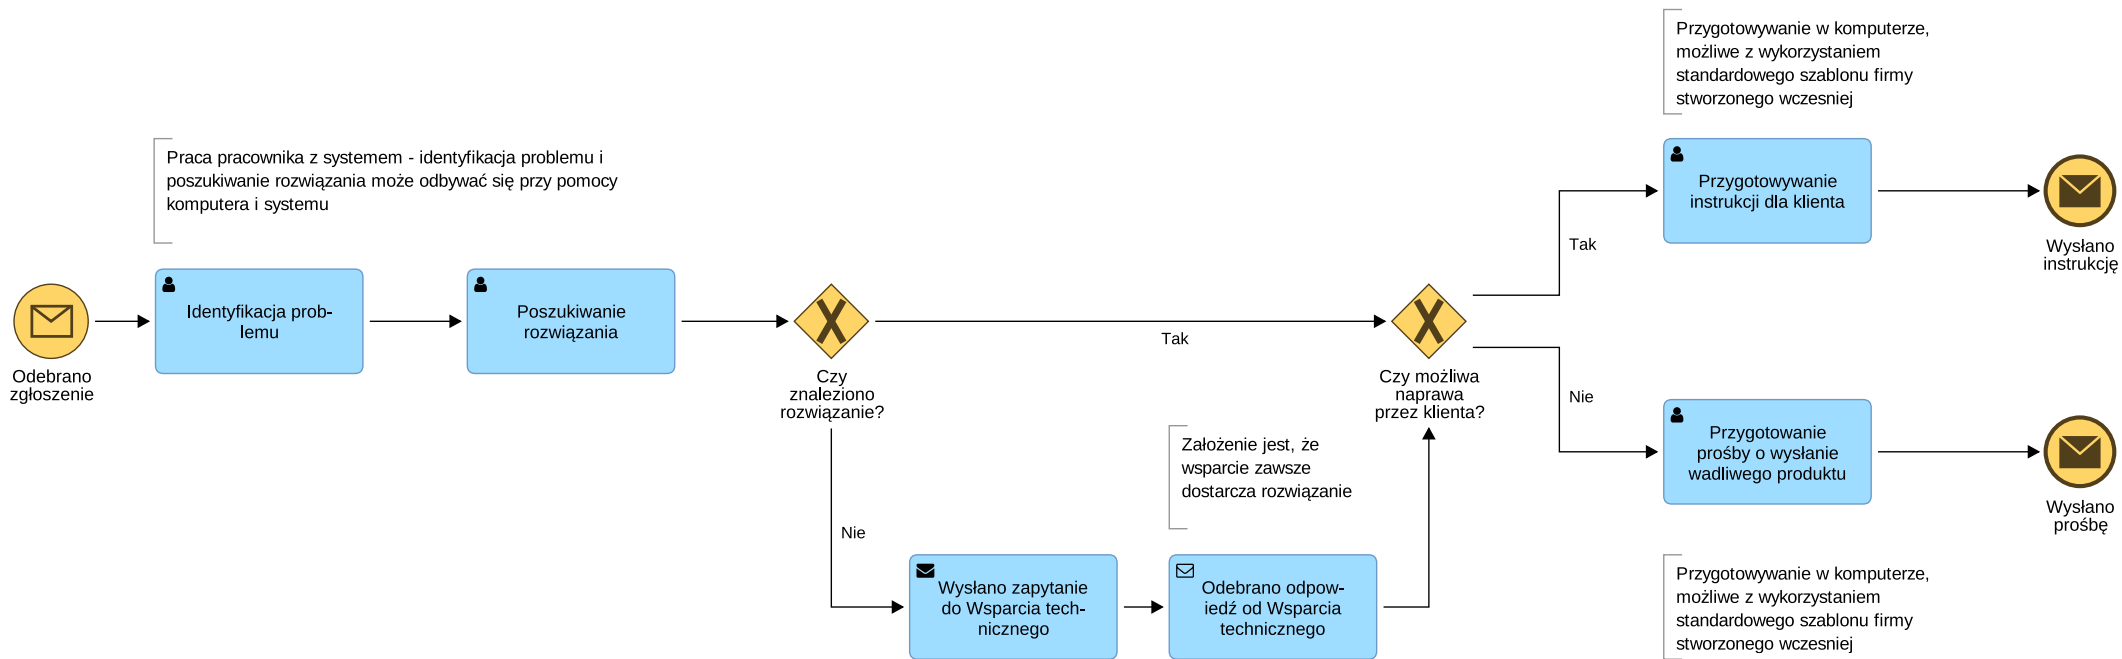 Przygotowywanie w komputerze,
możliwe z wykorzystaniem
standardowego szablonu firmy
stworzonego wczesniej
Praca pracownika z systemem - identyfikacja problemu i
poszukiwanie rozwiązania może odbywać się przy pomocy
komputera i systemu
Przygotowywanie
instrukcji dla klienta
Wysłano
instrukcję
Tak
Identyfikacja prob-
lemu
Poszukiwanie
rozwiązania
Odebrano
zgłoszenie
Czy
znaleziono
rozwiązanie?
Tak
Czy możliwa
naprawa
przez klienta?
Nie
Przygotowanie
prośby o wysłanie
wadliwego produktu
Wysłano
prośbę
Założenie jest, że
wsparcie zawsze
dostarcza rozwiązanie
Nie
Wysłano zapytanie
do Wsparcia tech-
nicznego
Odebrano odpow-
iedź od Wsparcia
technicznego
Przygotowywanie w komputerze,
możliwe z wykorzystaniem
standardowego szablonu firmy
stworzonego wczesniej